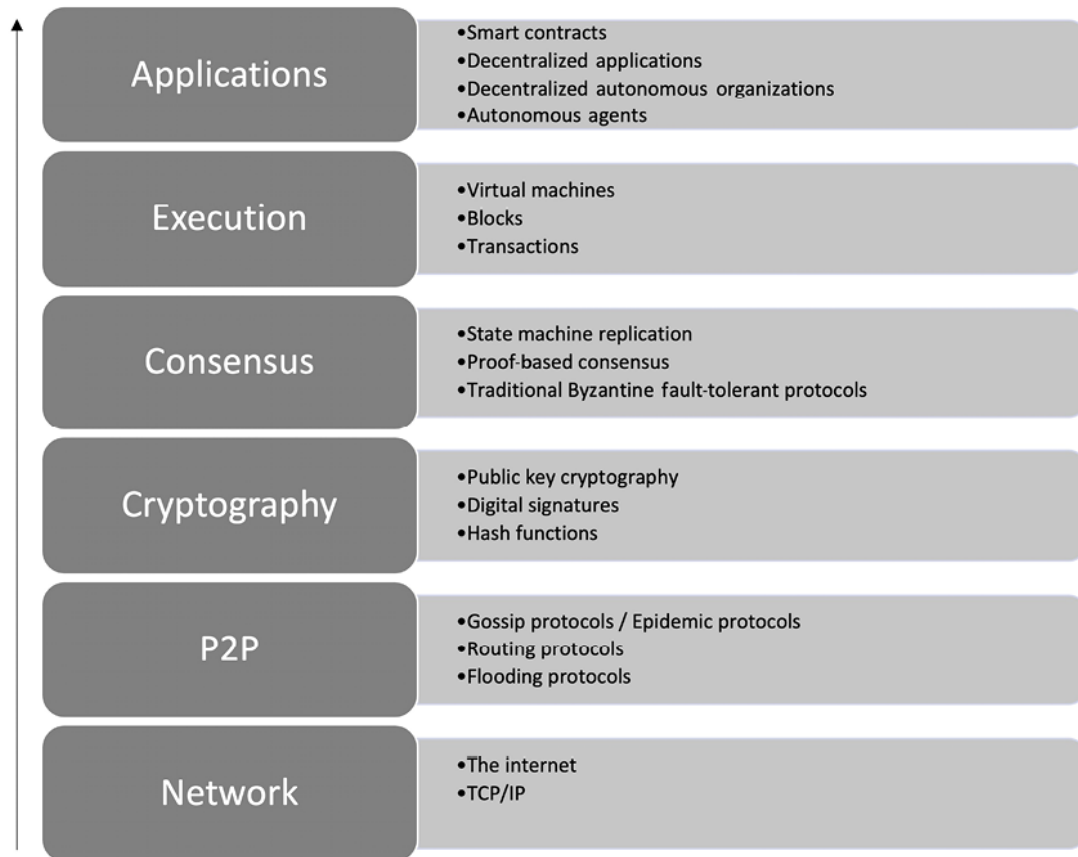 Applications
•Smart contracts
•Decentralized applications
•Decentralized autonomous organizations
•Autonomous agents
Execution
•Virtual machines
•Blocks
•Transactions
Consensus
•State machine replication
•Proof-based consensus
•Traditional Byzantine fault-tolerant protocols
Cryptography
•Public key cryptography
•Digital signatures
•Hash functions
P2P
•Gossip protocols / Epidemic protocols
•Routing protocols
•Flooding protocols
Network
•The internet
•TCP/IP